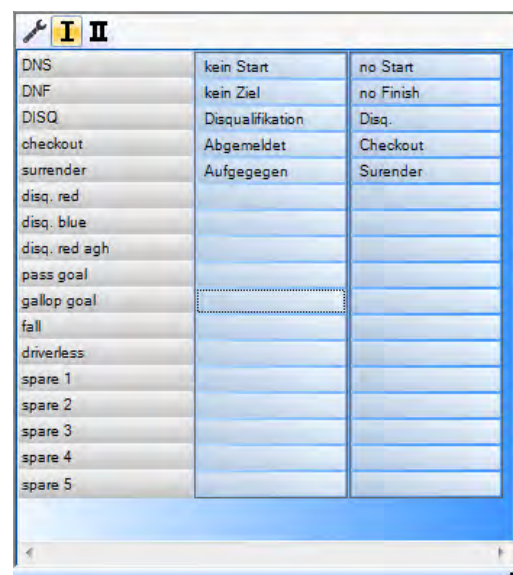 I II
DNS kein Start no Start
DNF kein Ziel no Finish
DISQ Disqualifikation Disq.
checkout Abgemeldet Checkout
surrender Aufgegegen Surender
disq. red
disq. blue
disq. red agh
pass goal
gallop goal
fall
driverless
spare 1
spare 2
spare 3
spare 4
spare 5